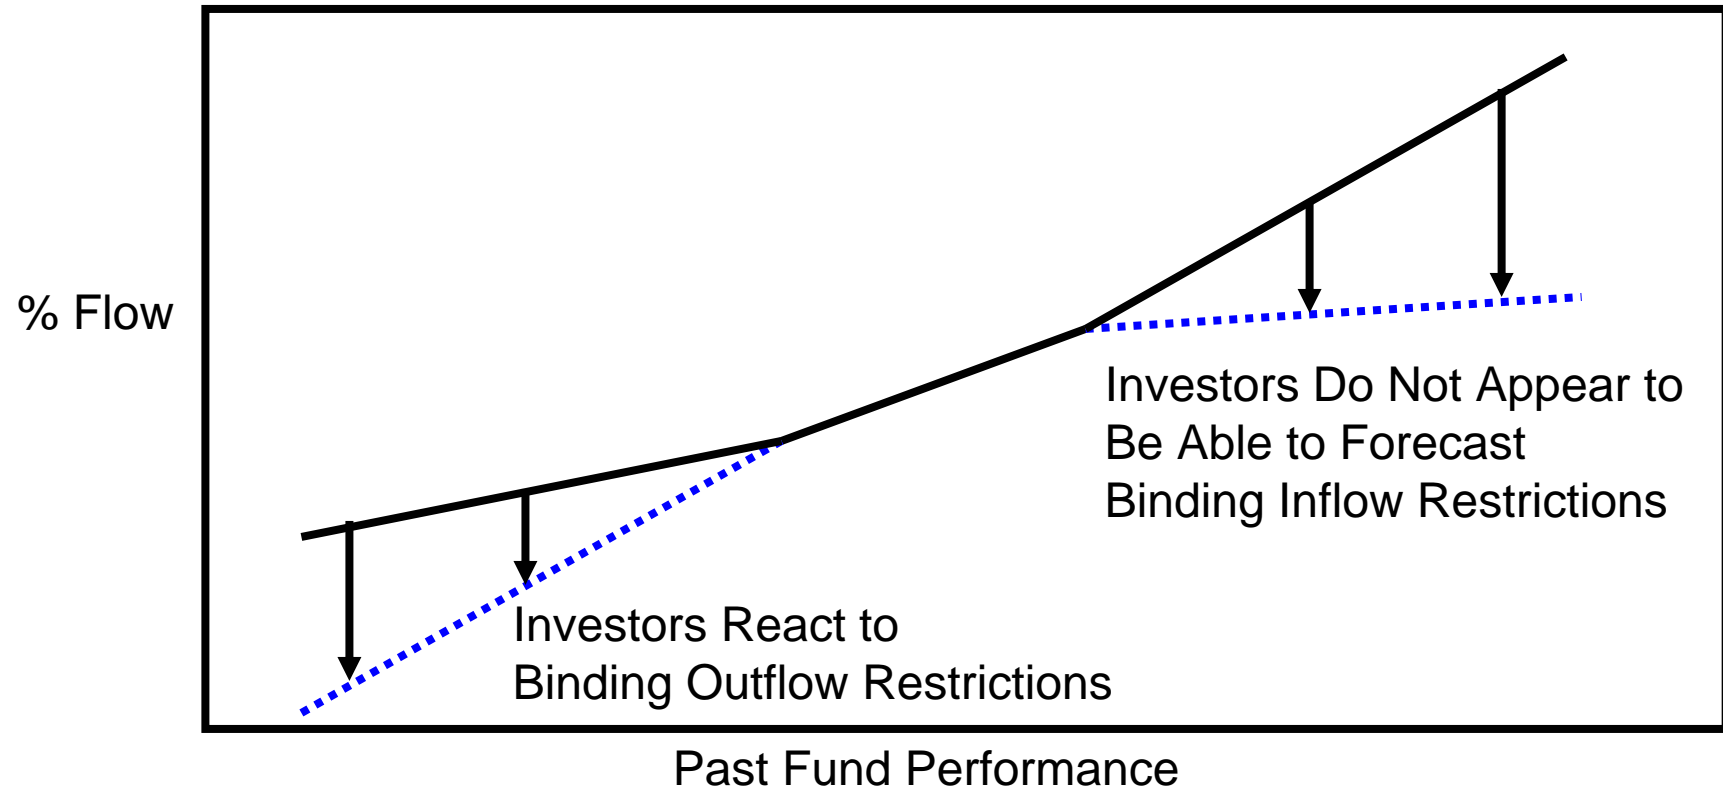 % Flow
Investors Do Not Appear to
Be Able to Forecast
Binding Inflow Restrictions
Investors React to
Binding Outflow Restrictions
Past Fund Performance